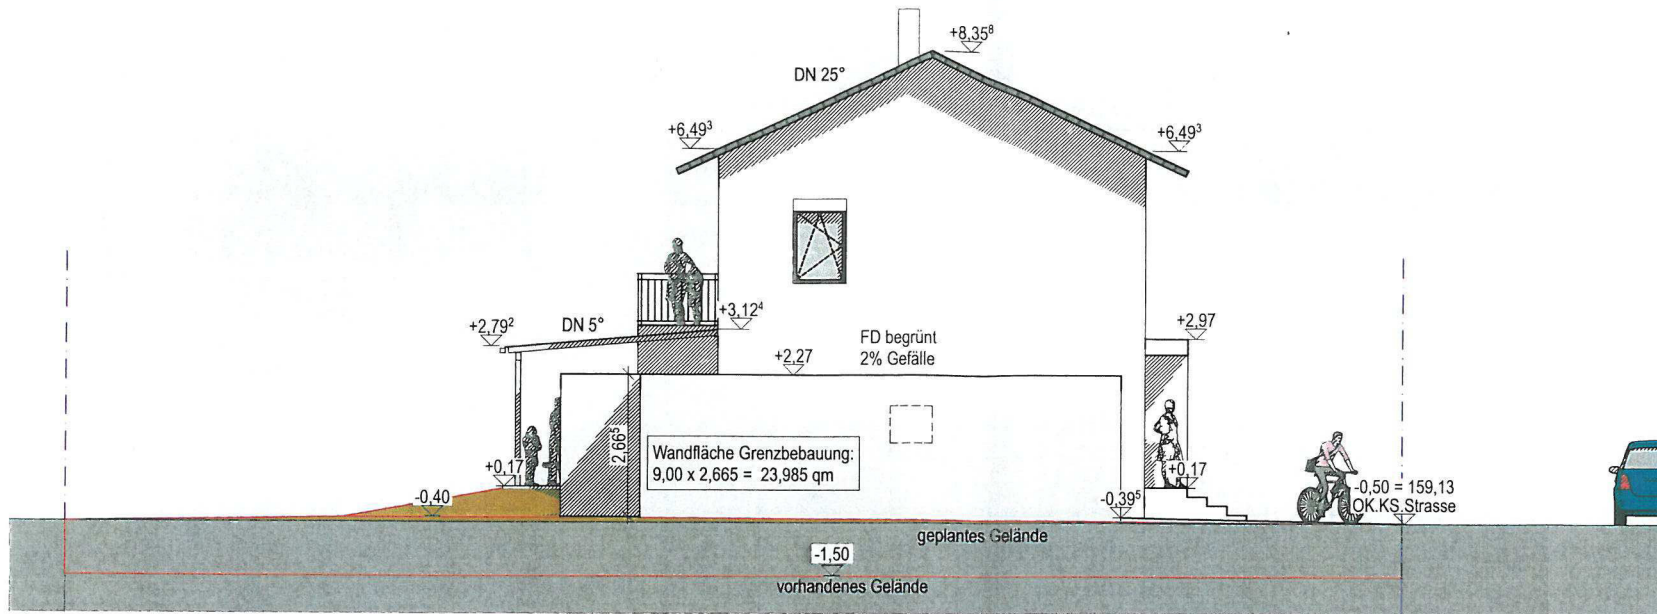 +8,35⁸
DN 25°
+6,49³
+6,49³
+3,12⁴
+2,79²
DN 5°
+2,97
FD begrünt
2% Gefälle
+2,27
2,66⁵
Wandfläche Grenzbebauung:
9,00 x 2,665 = 23,985 qm
+0,17
+0,17
-0,40
-0,39⁵
-0,50 = 159,13
OK.KS.Strasse
geplantes Gelände
-1,50
vorhandenes Gelände